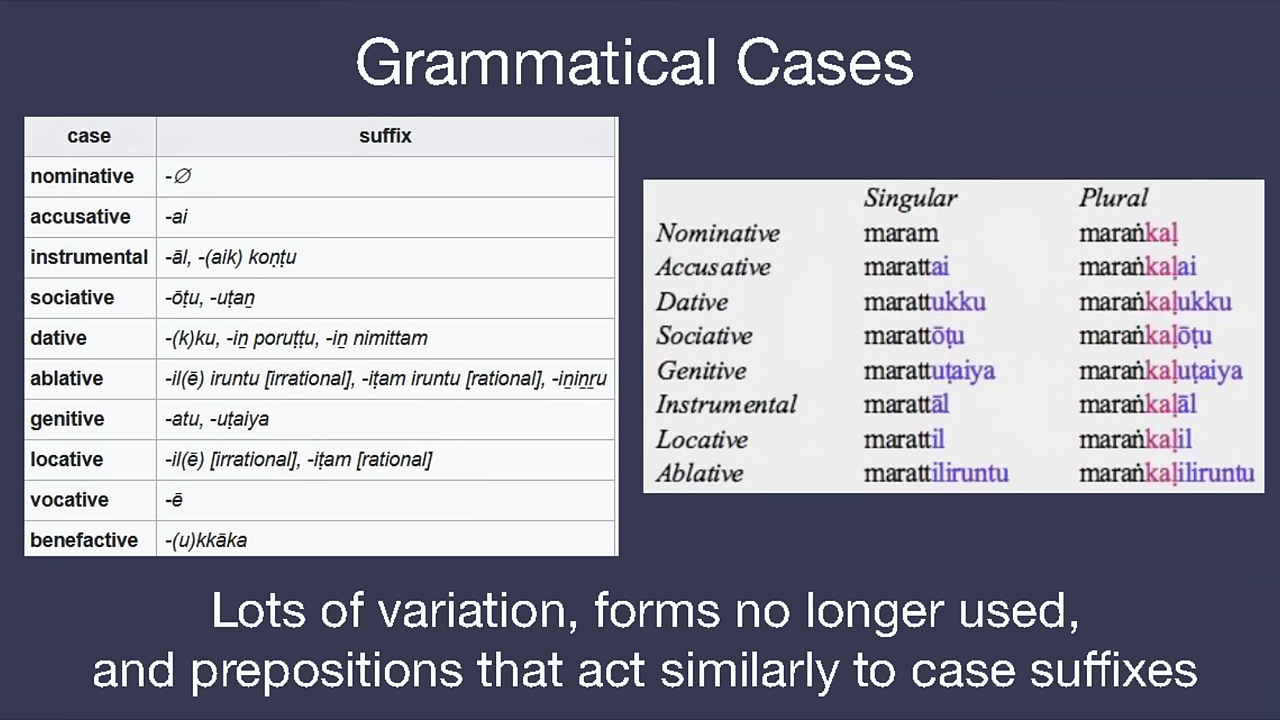 Grammatical Cases
case suffix
nominative -∅
accusative -ai
instrumental -āl, -(aik) koṇṭu
sociative -ōṭu, -uṭaṉ
dative -(k)ku, -iṉ poruṭṭu, -iṉ nimittam
ablative -il(ē) iruntu [irrational], -iṭam iruntu [rational], -iṉiṉṟu
genitive -atu, -uṭaiya
locative -il(ē) [irrational], -iṭam [rational]
vocative -ē
benefactive -(u)kkāka
Singular Plural
Nominative maram maraṅkaḷ
Accusative marattai maraṅkaḷai
Dative marattukku maraṅkaḷukku
Sociative marattōṭu maraṅkaḷōṭu
Genitive marattuṭaiya maraṅkaḷuṭaiya
Instrumental marattāl maraṅkaḷāl
Locative marattil maraṅkaḷil
Ablative marattiliruntu maraṅkaḷiliruntu
Lots of variation, forms no longer used,
and prepositions that act similarly to case suffixes